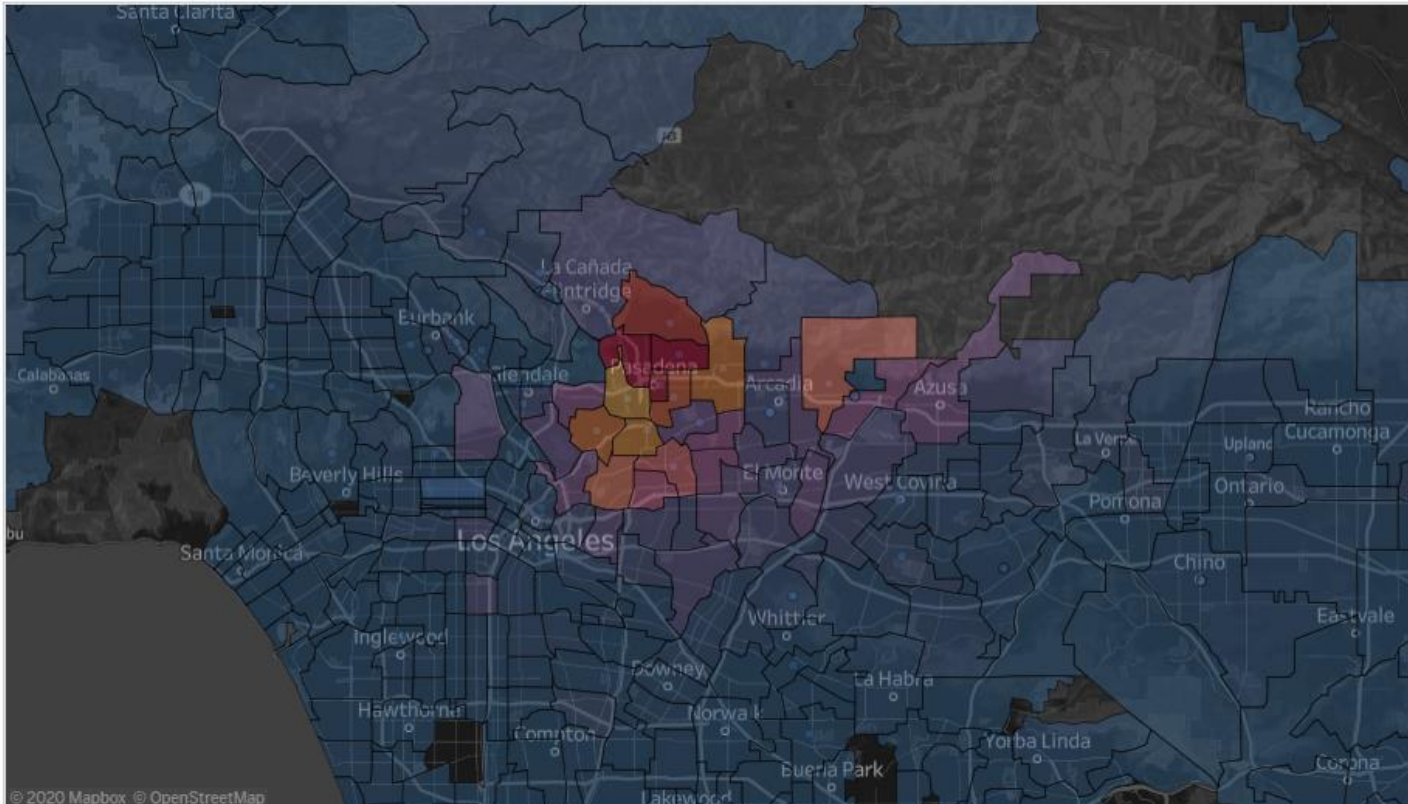 Santa Clarita
La Cañada
Flintridge
Burbank
Pasadena
Calabasas
Glendale
Arcadia
Azusa
Rancho
Cucamonga
La Verne
Upland
Beverly Hills
El Monte
West Covina
Ontario
Pomona
bu
Los Angeles
Santa Monica
Chino
Whittier
Eastvale
Inglewood
Downey
La Habra
Hawthorne
Norwalk
Compton
Yorba Linda
Buena Park
Corona
Lakewood
© 2020 Mapbox © OpenStreetMap